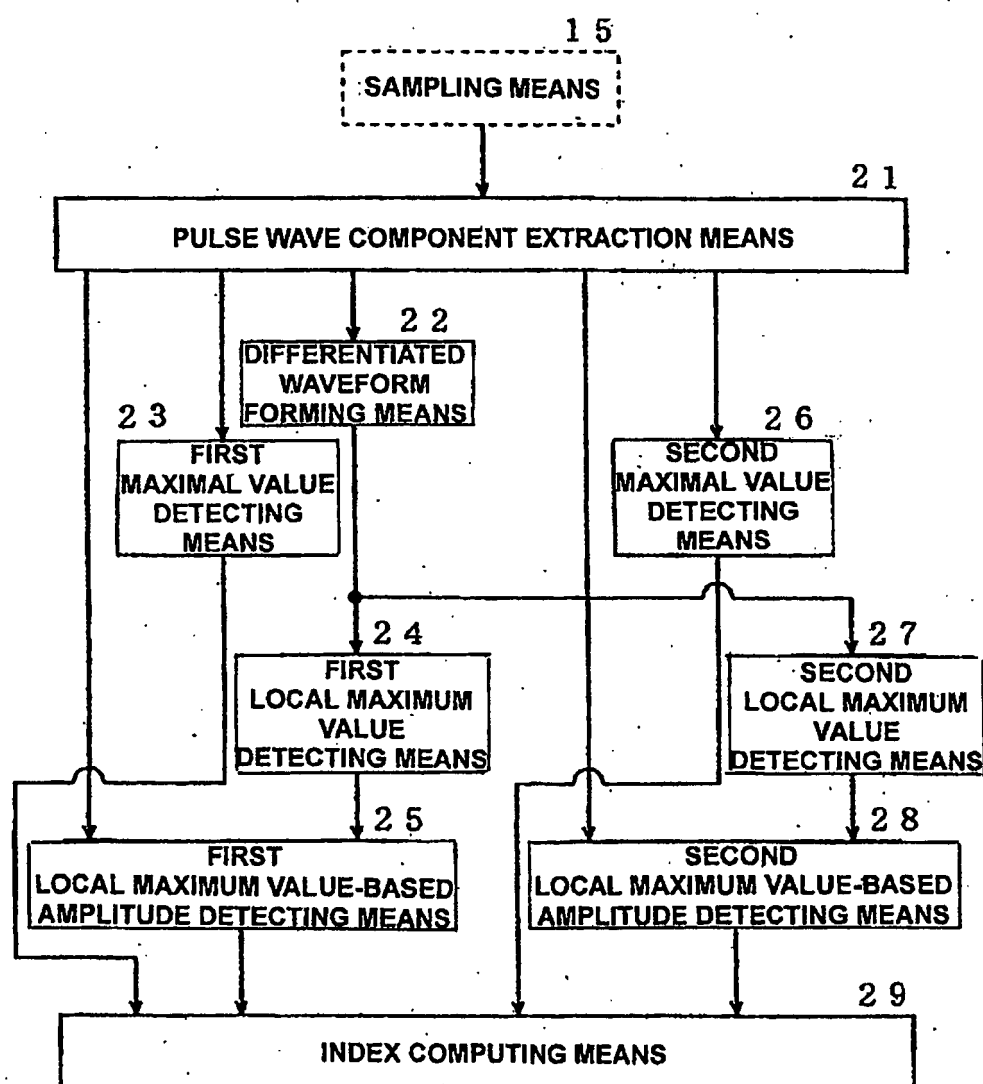 15
SAMPLING MEANS
21
PULSE WAVE COMPONENT EXTRACTION MEANS
22
DIFFERENTIATED
WAVEFORM
FORMING MEANS
23
FIRST
MAXIMAL VALUE
DETECTING
MEANS
26
SECOND
MAXIMAL VALUE
DETECTING
MEANS
24
FIRST
LOCAL MAXIMUM
VALUE
DETECTING MEANS
27
SECOND
LOCAL MAXIMUM
VALUE
DETECTING MEANS
25
FIRST
LOCAL MAXIMUM VALUE-BASED
AMPLITUDE DETECTING MEANS
28
SECOND
LOCAL MAXIMUM VALUE-BASED
AMPLITUDE DETECTING MEANS
29
INDEX COMPUTING MEANS